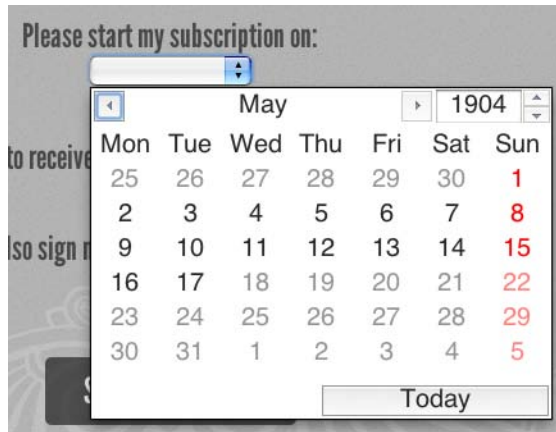 Please start my subscription on:
May 1904
Mon Tue Wed Thu Fri Sat Sun
25 26 27 28 29 30 1
2 3 4 5 6 7 8
to receive
9 10 11 12 13 14 15
lso sign
16 17 18 19 20 21 22
23 24 25 26 27 28 29
30 31 1 2 3 4 5
Today